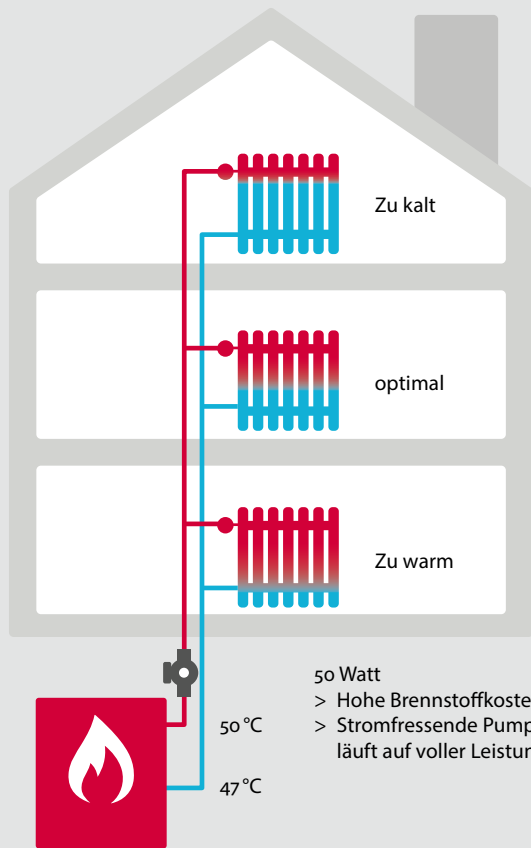 Zu kalt
optimal
Zu warm
50 Watt
> Hohe Brennstoffkoste
> Stromfressende Pump
läuft auf voller Leistun
50 °C
47 °C